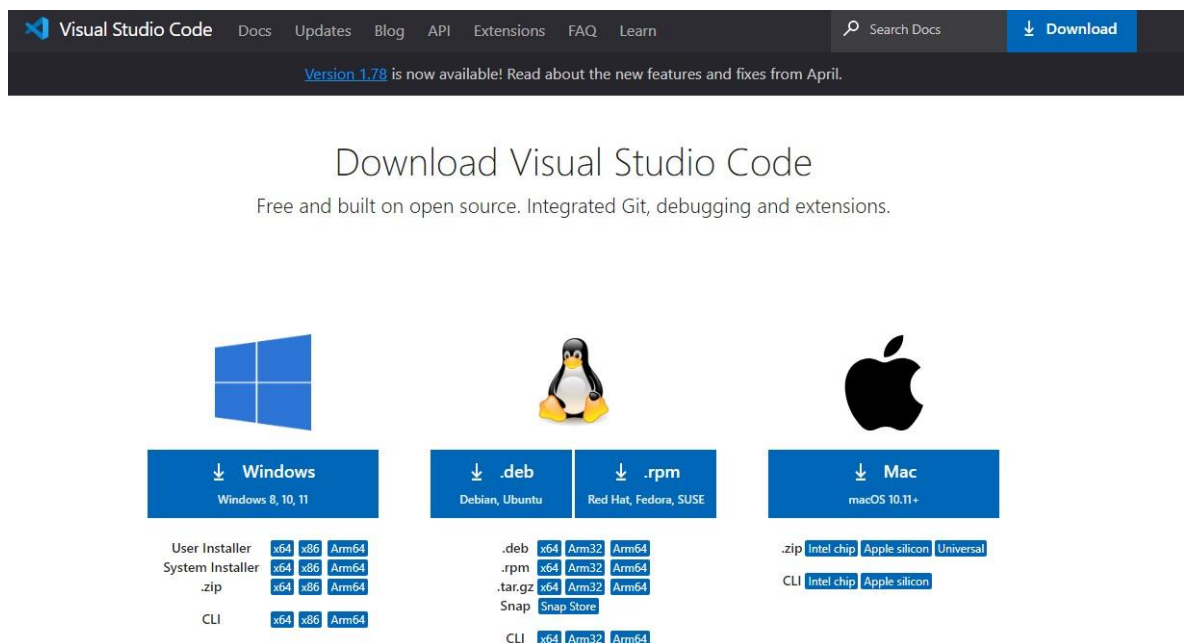 Visual Studio Code Docs Updates Blog API Extensions FAQ Learn Search Docs Download
Version 1.78 is now available! Read about the new features and fixes from April.
Download Visual Studio Code
Free and built on open source. Integrated Git, debugging and extensions.
Windows
Windows 8, 10, 11
User Installer x64 x86 Arm64
System Installer x64 x86 Arm64
.zip x64 x86 Arm64
CLI x64 x86 Arm64
.deb
Debian, Ubuntu
.rpm
Red Hat, Fedora, SUSE
.deb x64 Arm32 Arm64
.rpm x64 Arm32 Arm64
.tar.gz x64 Arm32 Arm64
Snap Snap Store
CLI x64 Arm32 Arm64
Mac
macOS 10.11+
.zip Intel chip Apple silicon Universal
CLI Intel chip Apple silicon